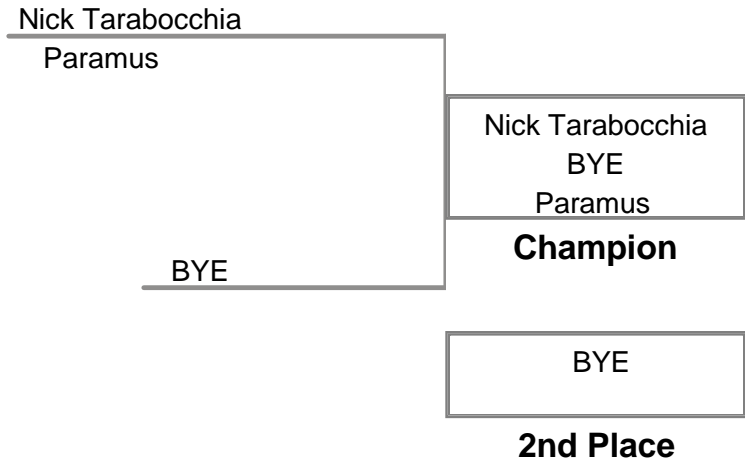 Nick Tarabocchia
Paramus
Nick Tarabocchia
BYE
Paramus
Champion
BYE
BYE
2nd Place